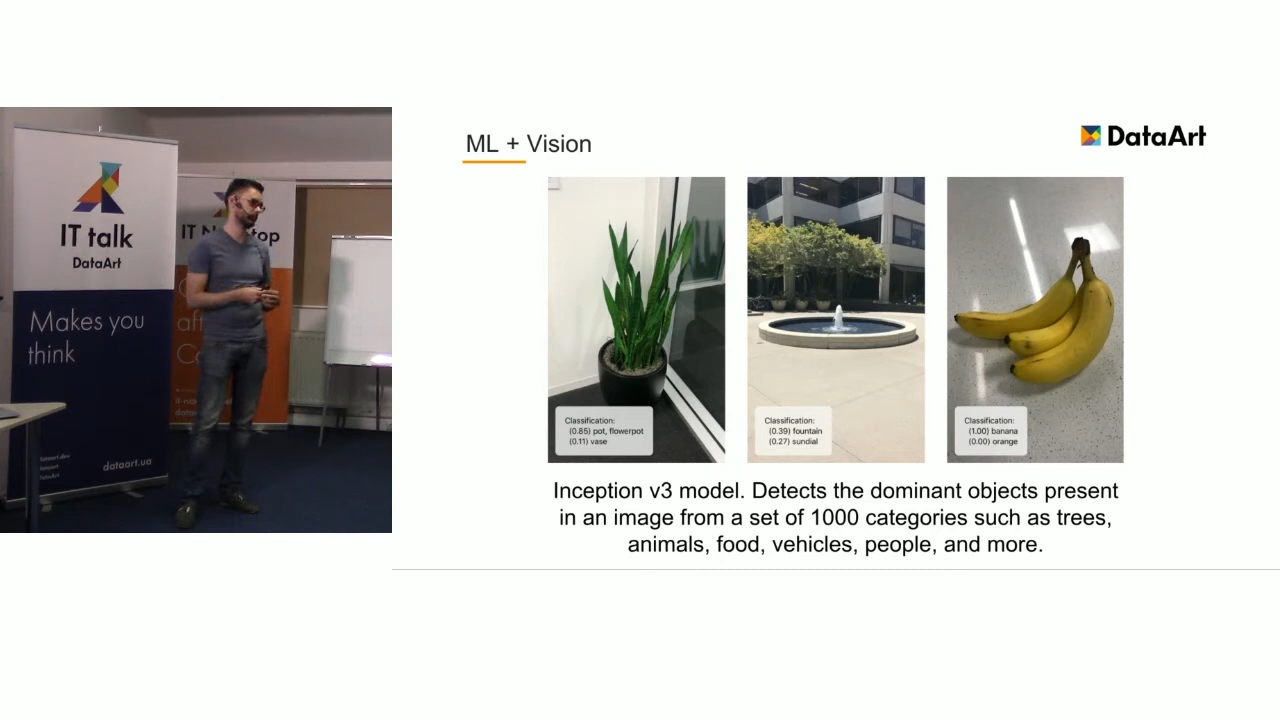 IT talk
DataArt
Makes you
think
dataart.ua
ML + Vision
DataArt
Classification:
(0.85) pot, flowerpot
(0.11) vase
Classification:
(0.39) fountain
(0.27) sundial
Classification:
(1.00) banana
(0.00) orange
Inception v3 model. Detects the dominant objects present
in an image from a set of 1000 categories such as trees,
animals, food, vehicles, people, and more.